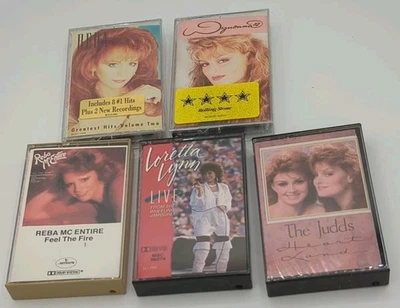 REBA
Includes 8 #1 Hits
Plus 2 New Recordings
Greatest Hits Volume Two
Wynonna
Rolling Stone
Reba McEntire
REBA MC ENTIRE
Feel The Fire
Loretta
Lynn
LIVE
The Judds
Heart
Land